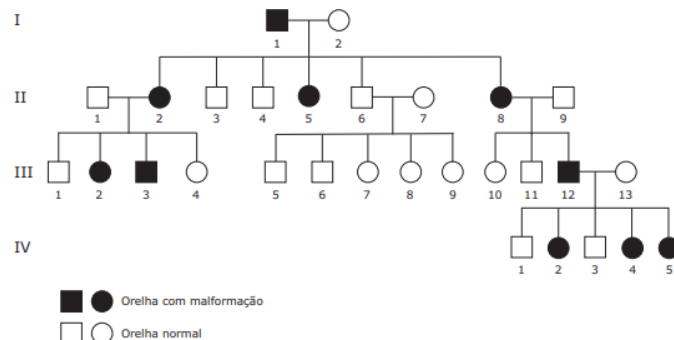 I
1 2
II
1 2 3 4 5 6 7 8 9
III
1 2 3 4 5 6 7 8 9 10 11 12 13
IV
1 2 3 4 5
Orelha com malformação
Orelha normal